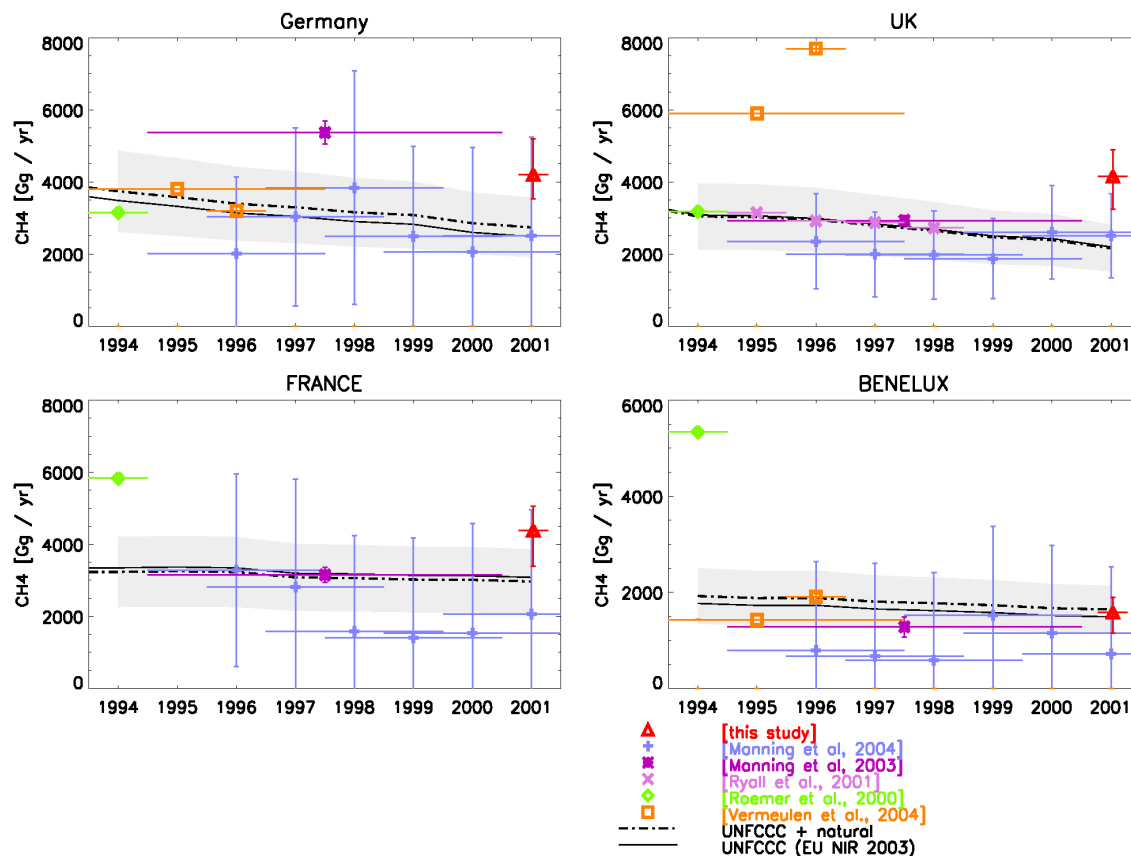 Germany
UK
CH4 [Gg / yr]
8000
6000
4000
2000
0
1994 1995 1996 1997 1998 1999 2000 2001
CH4 [Gg / yr]
8000
6000
4000
2000
0
1994 1995 1996 1997 1998 1999 2000 2001
FRANCE
BENELUX
CH4 [Gg / yr]
8000
6000
4000
2000
0
1994 1995 1996 1997 1998 1999 2000 2001
CH4 [Gg / yr]
6000
4000
2000
0
1994 1995 1996 1997 1998 1999 2000 2001
[this study]
[Manning et al, 2004]
[Manning et al, 2003]
[Ryall et al., 2001]
[Roemer et al., 2000]
[Vermeulen et al., 2004]
UNFCCC + natural
UNFCCC (EU NIR 2003)